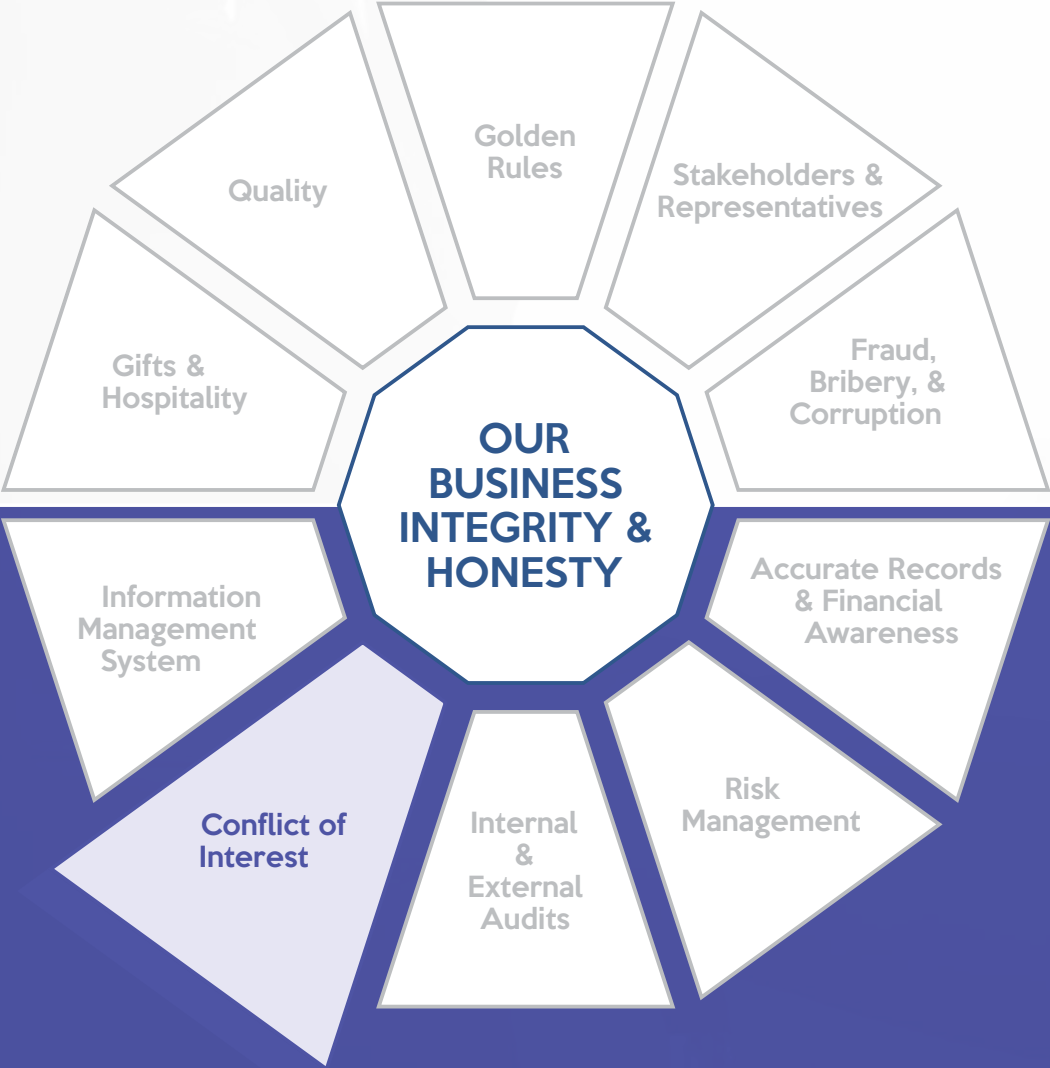 Golden
Rules
Stakeholders &
Representatives
Quality
Fraud,
Bribery, &
Corruption
Gifts &
Hospitality
OUR
BUSINESS
INTEGRITY &
HONESTY
Accurate Records
& Financial
Awareness
Information
Management
System
Risk
Management
Conflict of
Interest
Internal
&
External
Audits